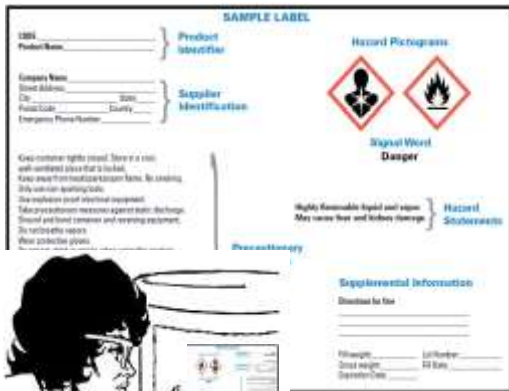 SAMPLE LABEL
CODE
Product Name
Product
Identifier
Company Name
Street Address
City State
Postal Code Country
Emergency Phone Number
Supplier
Identification
Keep container tightly closed. Store in a cool,
well-ventilated place that is locked.
Keep away from heat/sparks/open flame. No smoking.
Only use non-sparking tools.
Use explosion-proof electrical equipment.
Take precautionary measures against static discharge.
Ground and bond container and receiving equipment.
Do not breathe vapors.
Wear protective gloves.
Precautionary
Hazard Pictograms
Signal Word
Danger
Highly flammable liquid and vapor.
May cause liver and kidney damage.
Hazard
Statements
Supplemental Information
Directions for Use
Fill weight: Lot Number:
Gross weight: Fill Date:
Expiration Date: